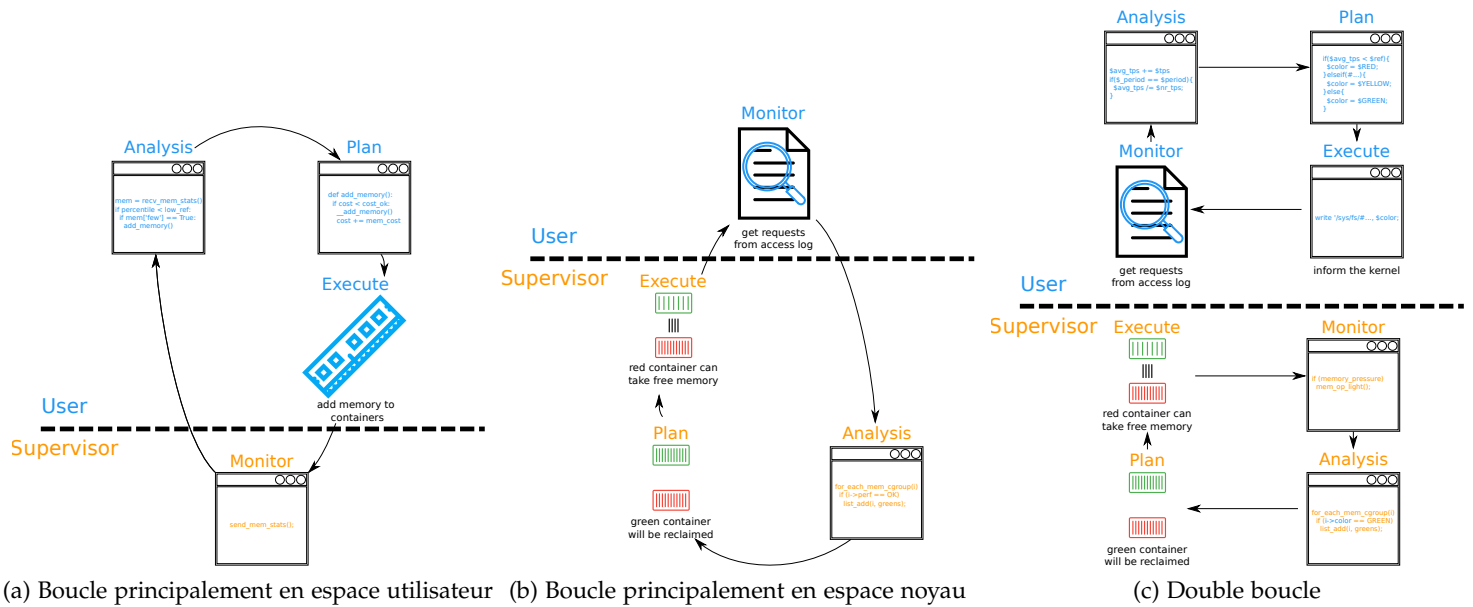 Analysis
mem = recv_mem_stats()
if percentile < low_ref:
if mem['few'] == True:
add_memory()
Plan
def add_memory():
if cost < cost_ok:
__add_memory()
cost += mem_cost
Execute
add memory to
containers
User
Supervisor
Monitor
send_mem_stats();
(a) Boucle principalement en espace utilisateur
Monitor
get requests
from access log
User
Supervisor
Execute
red container can
take free memory
Plan
green container
will be reclaimed
Analysis
for_each_mem_cgroup(i)
if (i->perf == OK)
list_add(i, greens);
(b) Boucle principalement en espace noyau
Analysis
$avg_tps += $tps
if($_period == $period){
$avg_tps /= $nr_tps;
}
Plan
if($avg_tps < $ref){
$color = $RED;
}elseif(#...){
$color = $YELLOW;
}else{
$color = $GREEN;
}
Monitor
get requests
from access log
Execute
write '/sys/fs/#..., $color;
inform the kernel
User
Supervisor
Execute
red container can
take free memory
Monitor
if (memory_pressure)
mem_op_light();
Plan
green container
will be reclaimed
Analysis
for_each_mem_cgroup(i)
if (i->color == GREEN)
list_add(i, greens);
(c) Double boucle